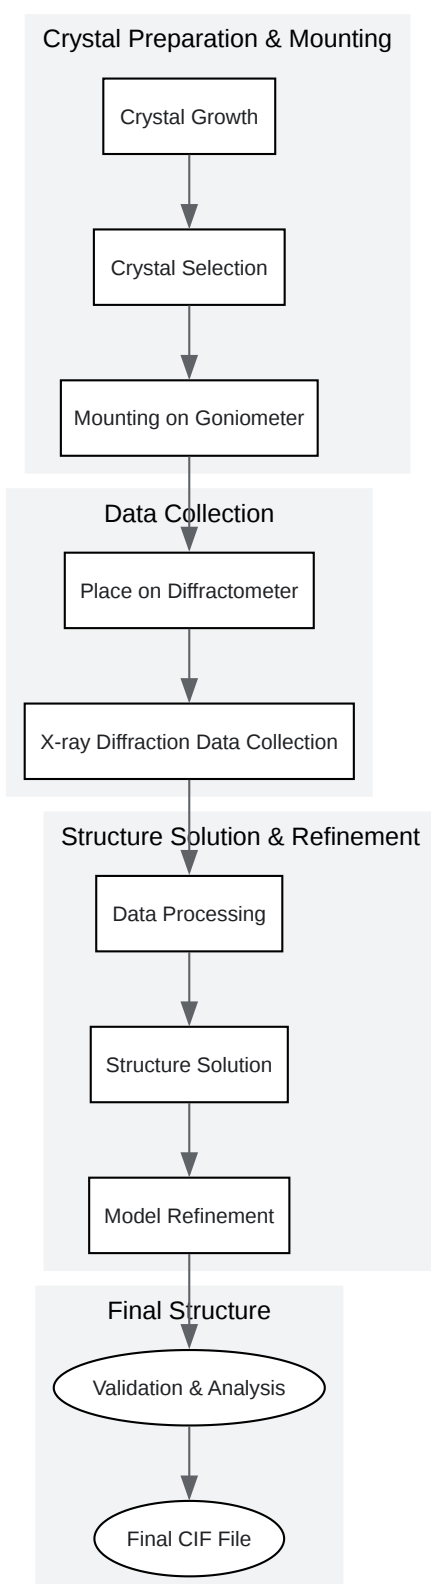 Crystal Preparation & Mounting
Crystal Growth
Crystal Selection
Mounting on Goniometer
Data Collection
Place on Diffractometer
X-ray Diffraction Data Collection
Structure Solution & Refinement
Data Processing
Structure Solution
Model Refinement
Final Structure
Validation & Analysis
Final CIF File